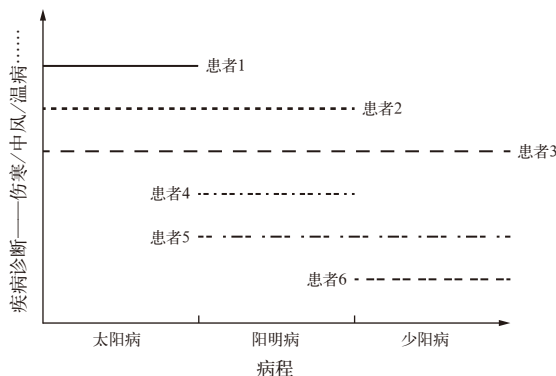 疾病诊断——伤寒/中风/温病……
患者1
患者2
患者3
患者4
患者5
患者6
太阳病
阳明病
少阳病
病程